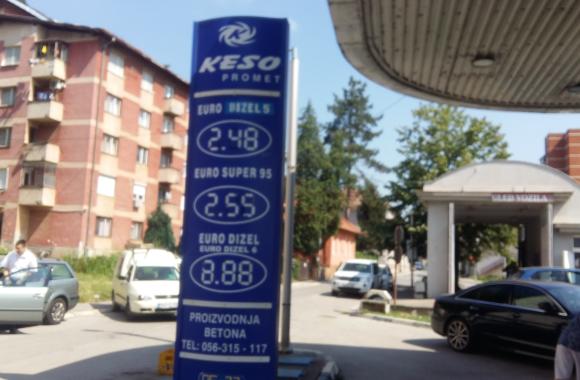 KESO
PROMET
EURO DIZEL 5
2.48
EURO SUPER 95
2.55
EURO DIZEL
EURO DIZEL 6
8.88
PROIZVODNJA
BETONA
TEL: 056-315 - 117